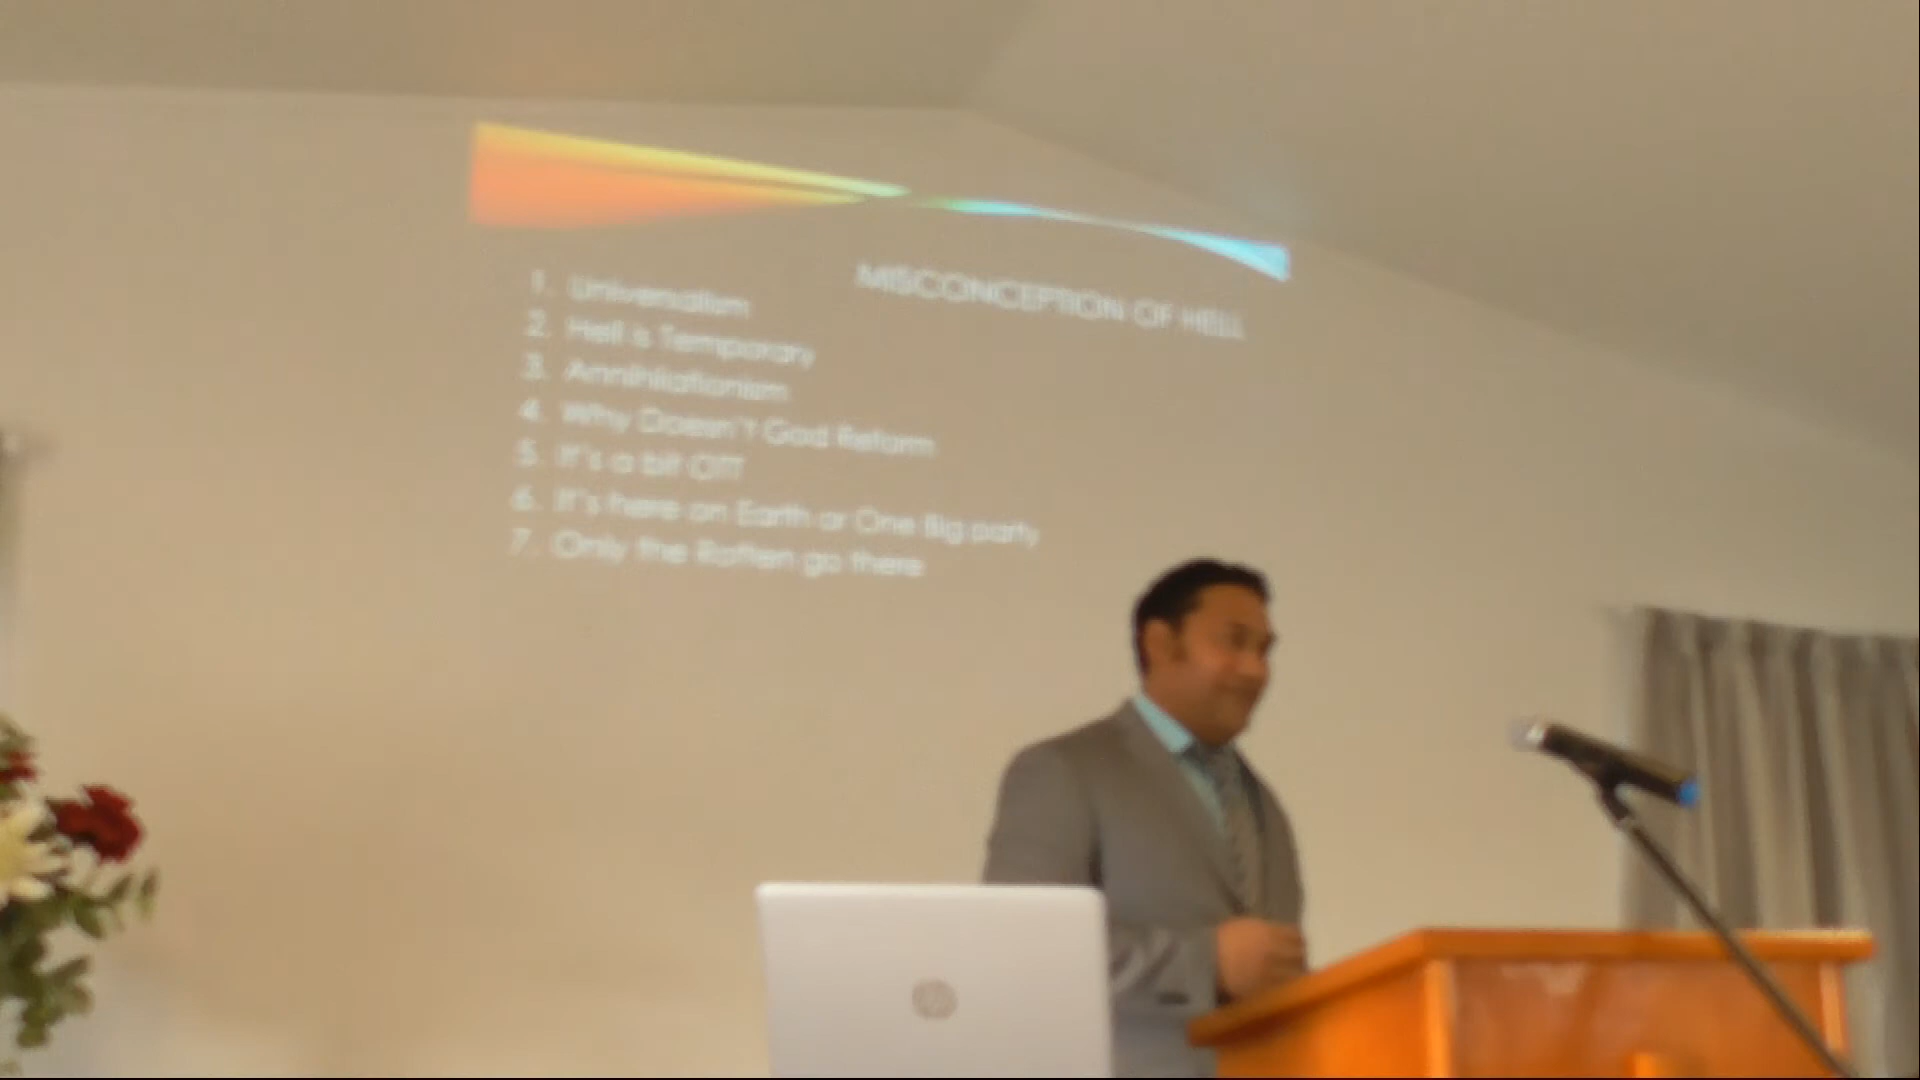 MISCONCEPTION OF HELL
1. Universalism
2. Hell is Temporary
3. Annihilationism
4. Why Doesn't God Reform
5. It's a bit OTT
6. It's here on Earth or One Big party
7. Only the Rotten go there
hp